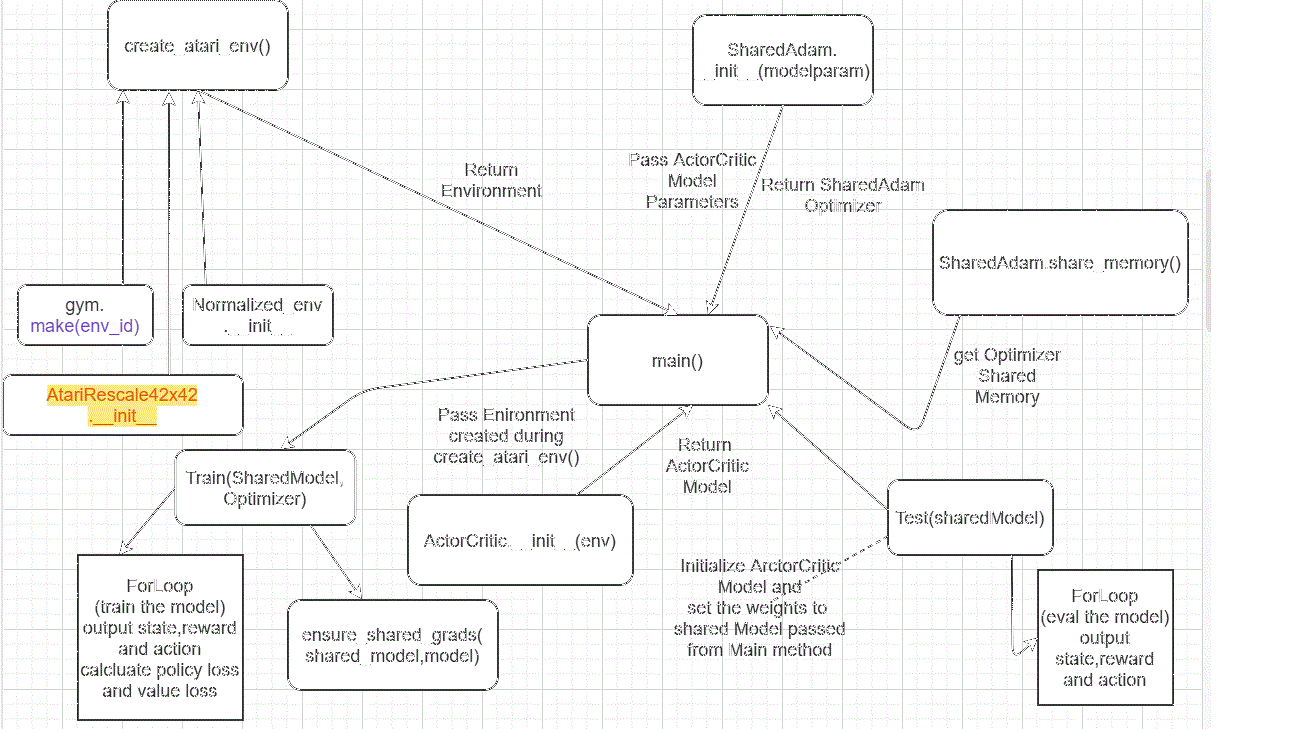 create_atari_env()
SharedAdam.
__init__(modelparam)
Return
Environment
Pass ActorCritic
Model
Parameters
Return SharedAdam
Optimizer
SharedAdam.share_memory()
gym.
make(env_id)
Normalized_env
.__init__
main()
get Optimizer
Shared
Memory
AtariRescale42x42
.__init__
Pass Enironment
created during
create_atari_env()
Return
ActorCritic
Model
Train(SharedModel,
Optimizer)
ActorCritic.__init__(env)
Test(sharedModel)
Initialize ArctorCritic
Model and
set the weights to
shared Model passed
from Main method
ForLoop
(train the model)
output state,reward
and action
calcluate policy loss
and value loss
ensure_shared_grads(
shared_model,model)
ForLoop
(eval the model)
output
state,reward
and action